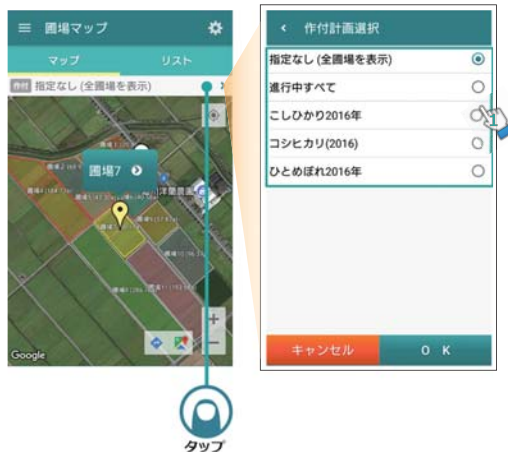 圃場マップ
マップ
リスト
作付 指定なし (全圃場を表示)
圃場7
洋蘭農園
Google
タップ
作付計画選択
指定なし (全圃場を表示)
進行中すべて
こしひかり2016年
コシヒカリ(2016)
ひとめぼれ2016年
キャンセル
O K